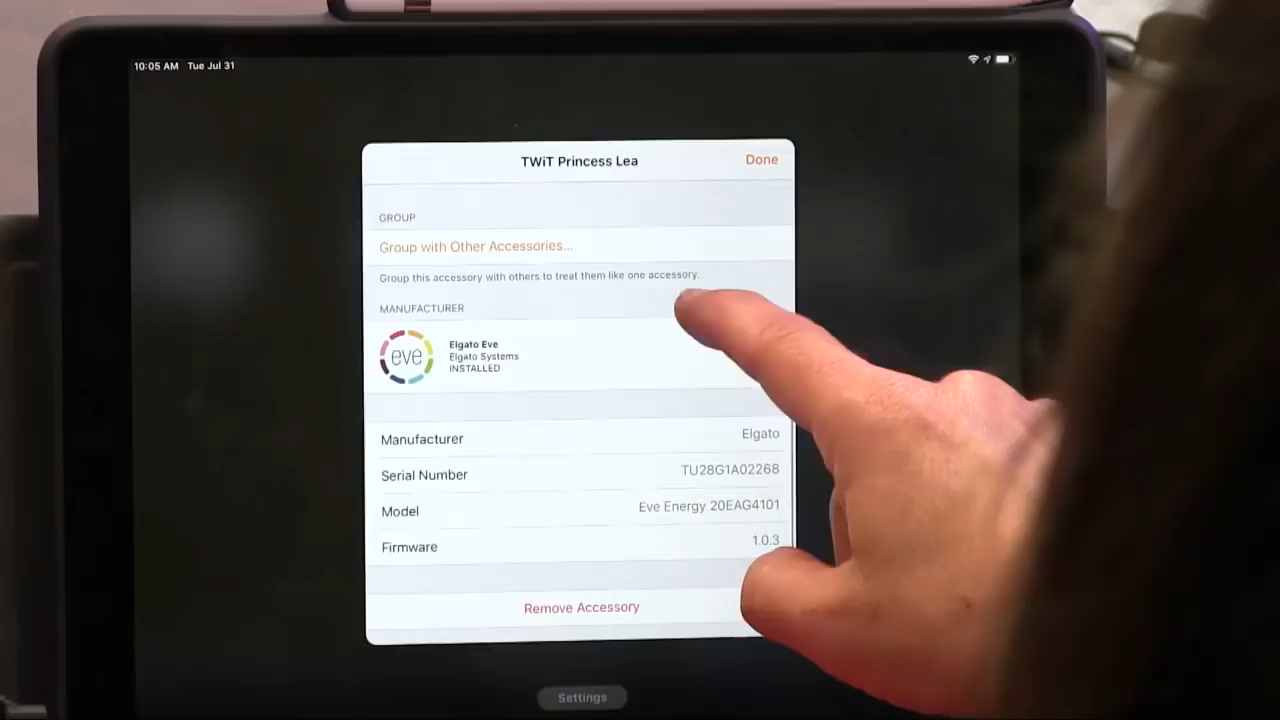 10:05 AM Tue Jul 31
TWiT Princess Lea
Done
GROUP
Group with Other Accessories...
Group this accessory with others to treat them like one accessory.
MANUFACTURER
eve
Elgato Eve
Elgato Systems
INSTALLED
Manufacturer Elgato
Serial Number TU28G1A02268
Model Eve Energy 20EAG4101
Firmware 1.0.3
Remove Accessory
Settings